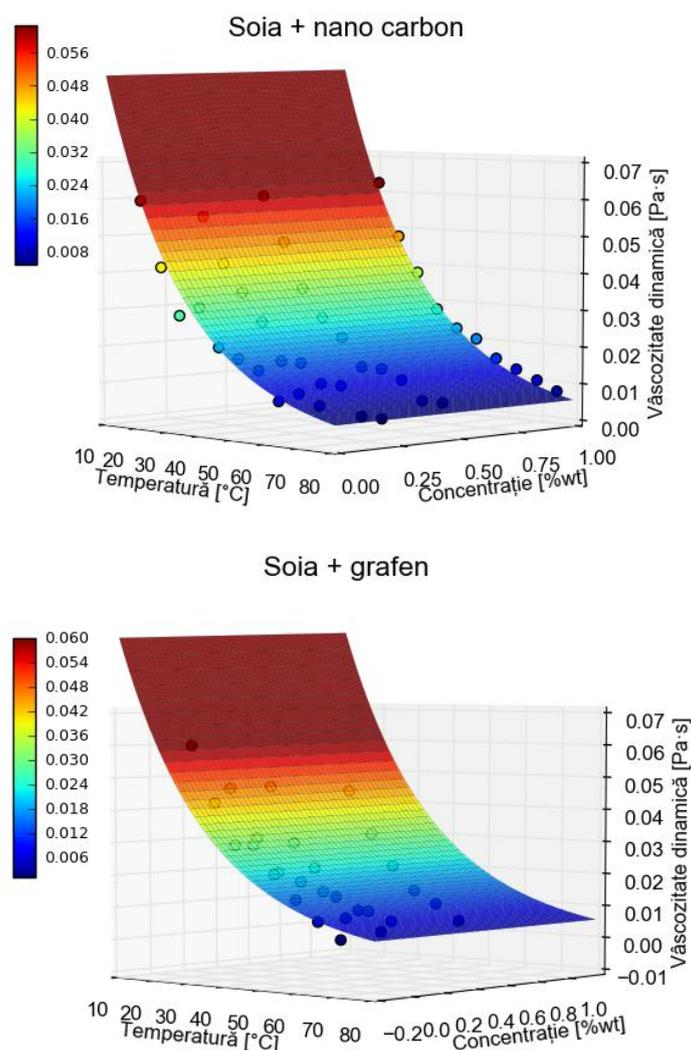 Soia + nano carbon
0.056
0.048
0.040
0.032
0.024
0.016
0.008
0.07
0.06
0.05
0.04
0.03
0.02
0.01
0.00
Vâscozitate dinamică [Pa·s]
10 20 30 40 50 60 70 80
Temperatură [°C]
0.00 0.25 0.50 0.75 1.00
Concentrație [%wt]
Soia + grafen
0.060
0.054
0.048
0.042
0.036
0.030
0.024
0.018
0.012
0.006
0.07
0.06
0.05
0.04
0.03
0.02
0.01
0.00
−0.01
Vâscozitate dinamică [Pa·s]
10 20 30 40 50 60 70 80
Temperatură [°C]
−0.2 0.0 0.2 0.4 0.6 0.8 1.0
Concentrație [%wt]